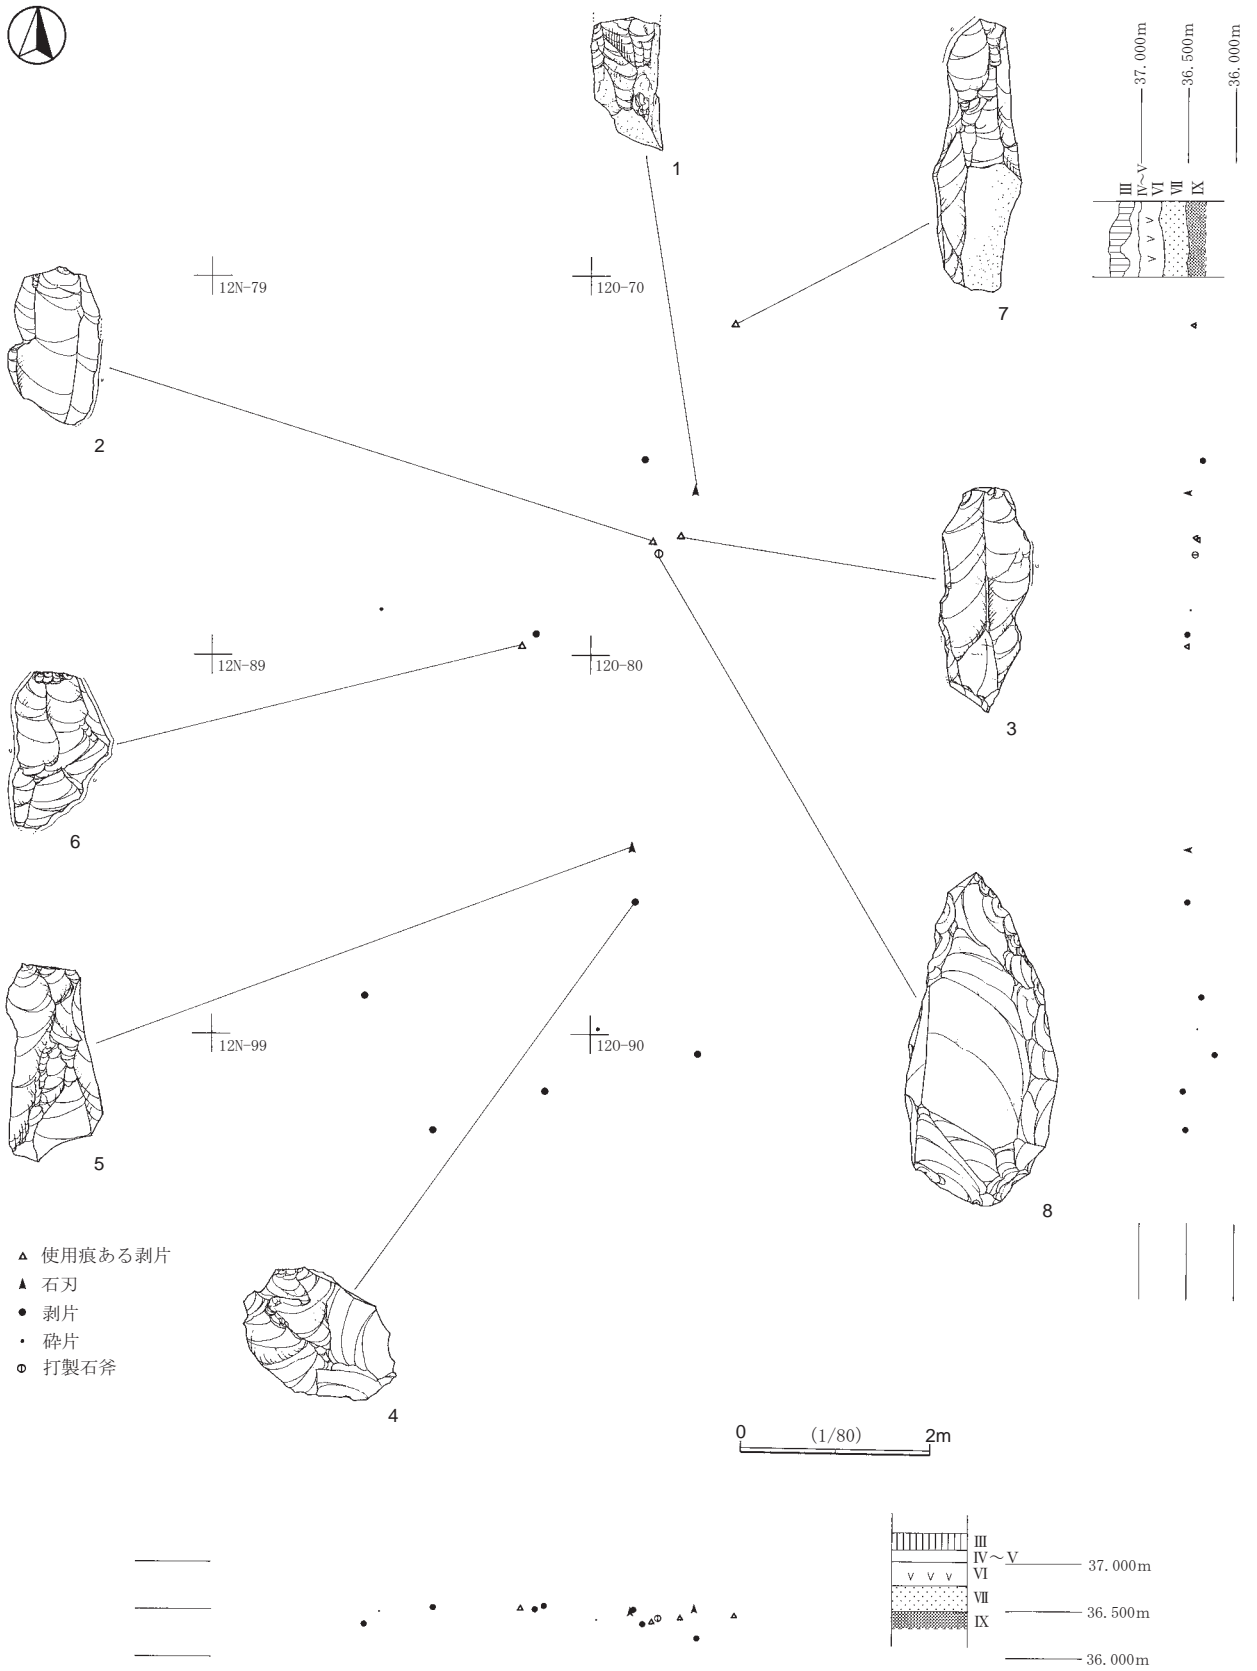 1
7
37.000m
36.500m
36.000m
Ⅲ
Ⅳ～Ⅴ
Ⅵ
Ⅶ
Ⅸ
12N-79
120-70
2
12N-89
120-80
3
6
12N-99
120-90
5
8
使用痕ある剥片
石刃
剥片
砕片
打製石斧
4
0 (1/80) 2m
Ⅲ
Ⅳ～Ⅴ
37.000m
Ⅵ
Ⅶ
36.500m
Ⅸ
36.000m